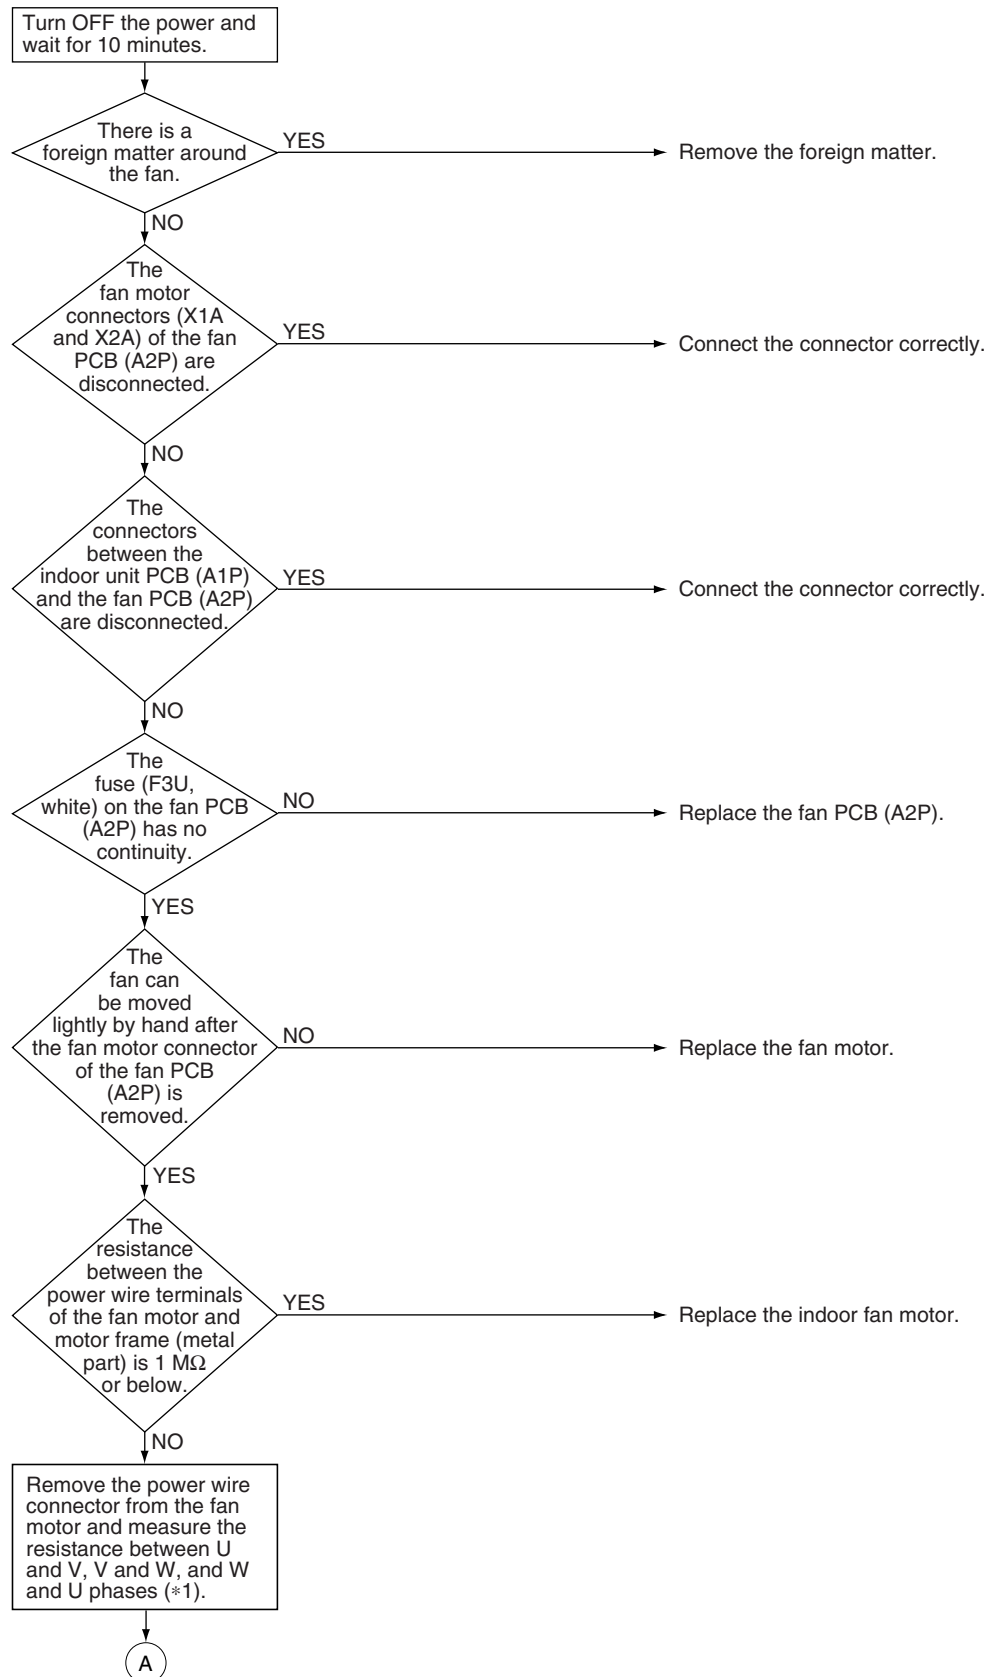 Turn OFF the power and
wait for 10 minutes.
There is a
foreign matter around
the fan.
YES
Remove the foreign matter.
NO
The
fan motor
connectors (X1A
and X2A) of the fan
PCB (A2P) are
disconnected.
YES
Connect the connector correctly.
NO
The
connectors
between the
indoor unit PCB (A1P)
and the fan PCB (A2P)
are disconnected.
YES
Connect the connector correctly.
NO
The
fuse (F3U,
white) on the fan PCB
(A2P) has no
continuity.
NO
Replace the fan PCB (A2P).
YES
The
fan can
be moved
lightly by hand after
the fan motor connector
of the fan PCB
(A2P) is
removed.
NO
Replace the fan motor.
YES
The
resistance
between the
power wire terminals
of the fan motor and
motor frame (metal
part) is 1 MΩ
or below.
YES
Replace the indoor fan motor.
NO
Remove the power wire
connector from the fan
motor and measure the
resistance between U
and V, V and W, and W
and U phases (*1).
A